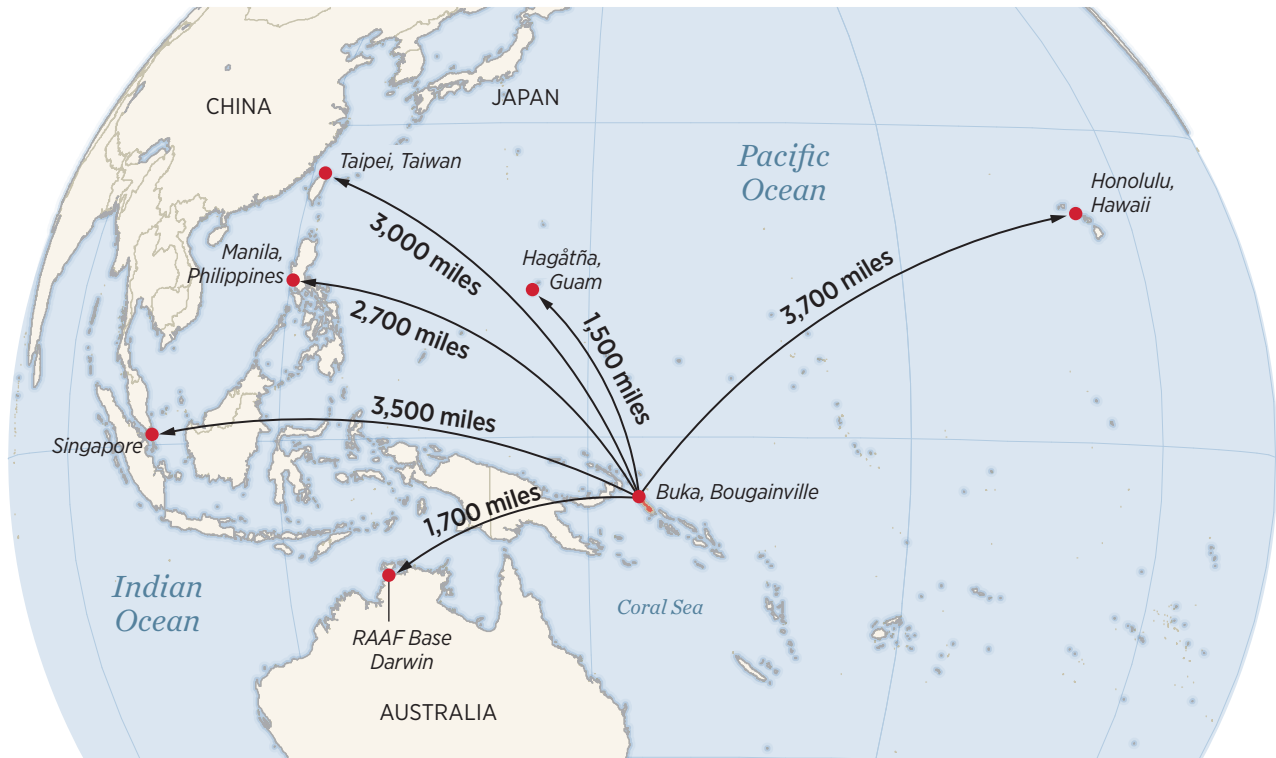 CHINA
JAPAN
Taipei, Taiwan
Pacific
Ocean
Honolulu,
Hawaii
3,000 miles
Manila,
Philippines
Hagåtña,
Guam
3,700 miles
2,700 miles
1,500 miles
3,500 miles
Singapore
Buka, Bougainville
1,700 miles
Indian
Ocean
Coral Sea
RAAF Base
Darwin
AUSTRALIA